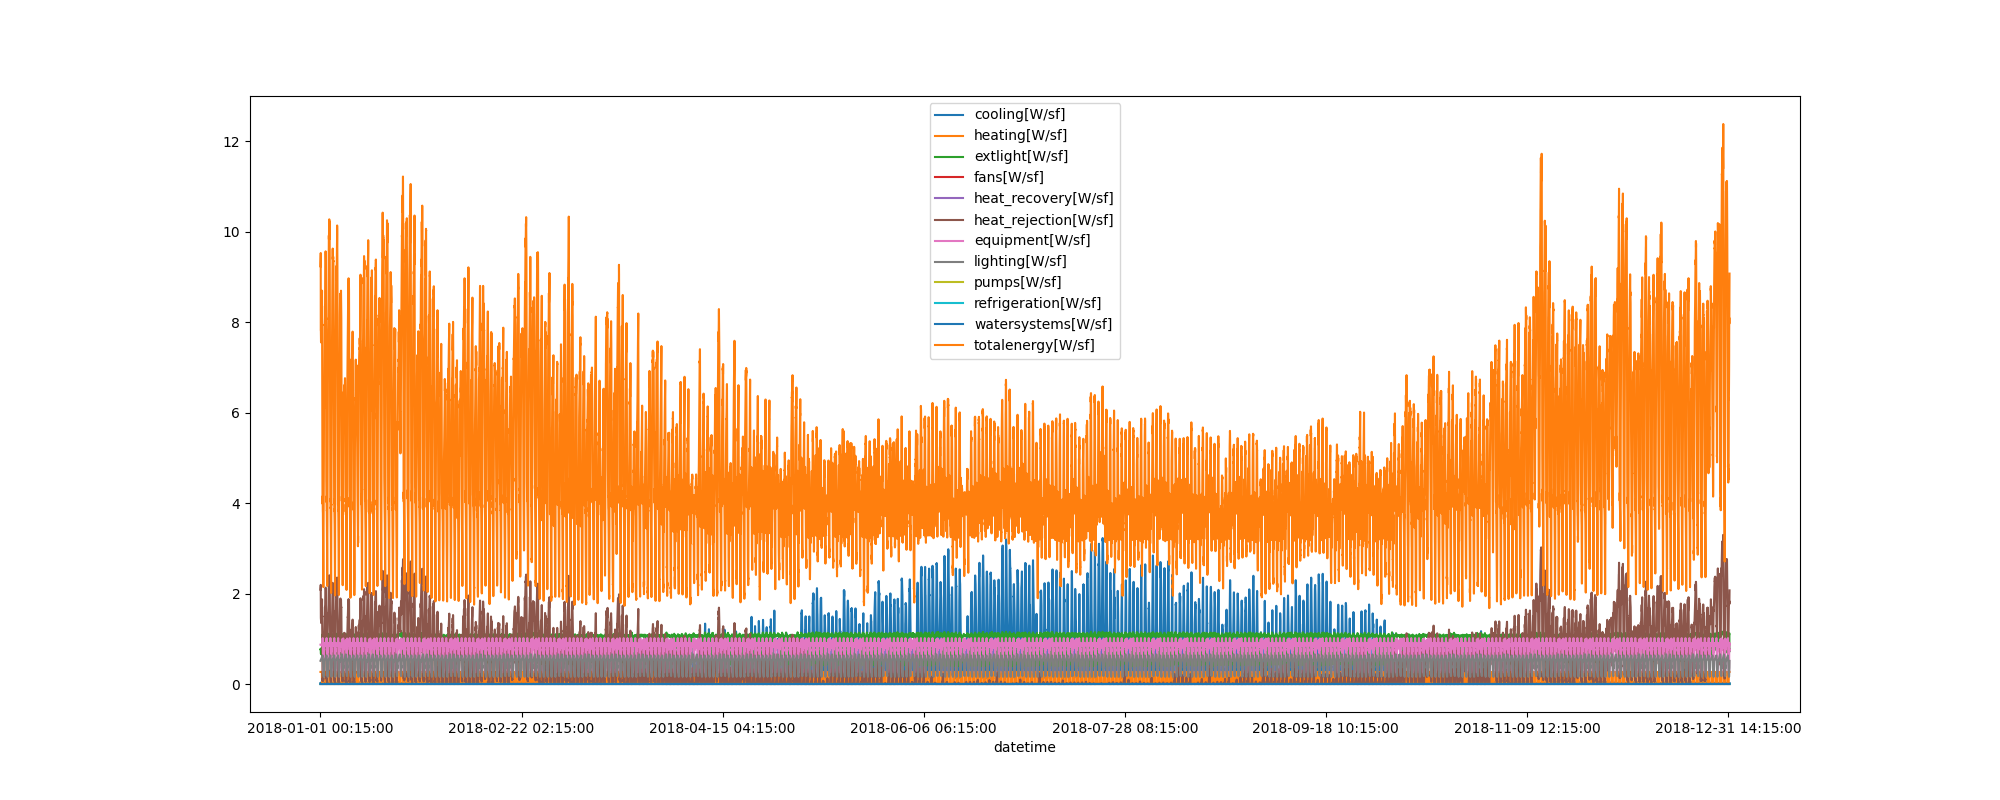 12
10
8
6
4
2
0
cooling[W/sf]
heating[W/sf]
extlight[W/sf]
fans[W/sf]
heat_recovery[W/sf]
heat_rejection[W/sf]
equipment[W/sf]
lighting[W/sf]
pumps[W/sf]
refrigeration[W/sf]
watersystems[W/sf]
totalenergy[W/sf]
2018-01-01 00:15:00 2018-02-22 02:15:00 2018-04-15 04:15:00 2018-06-06 06:15:00 2018-07-28 08:15:00 2018-09-18 10:15:00 2018-11-09 12:15:00 2018-12-31 14:15:00
datetime